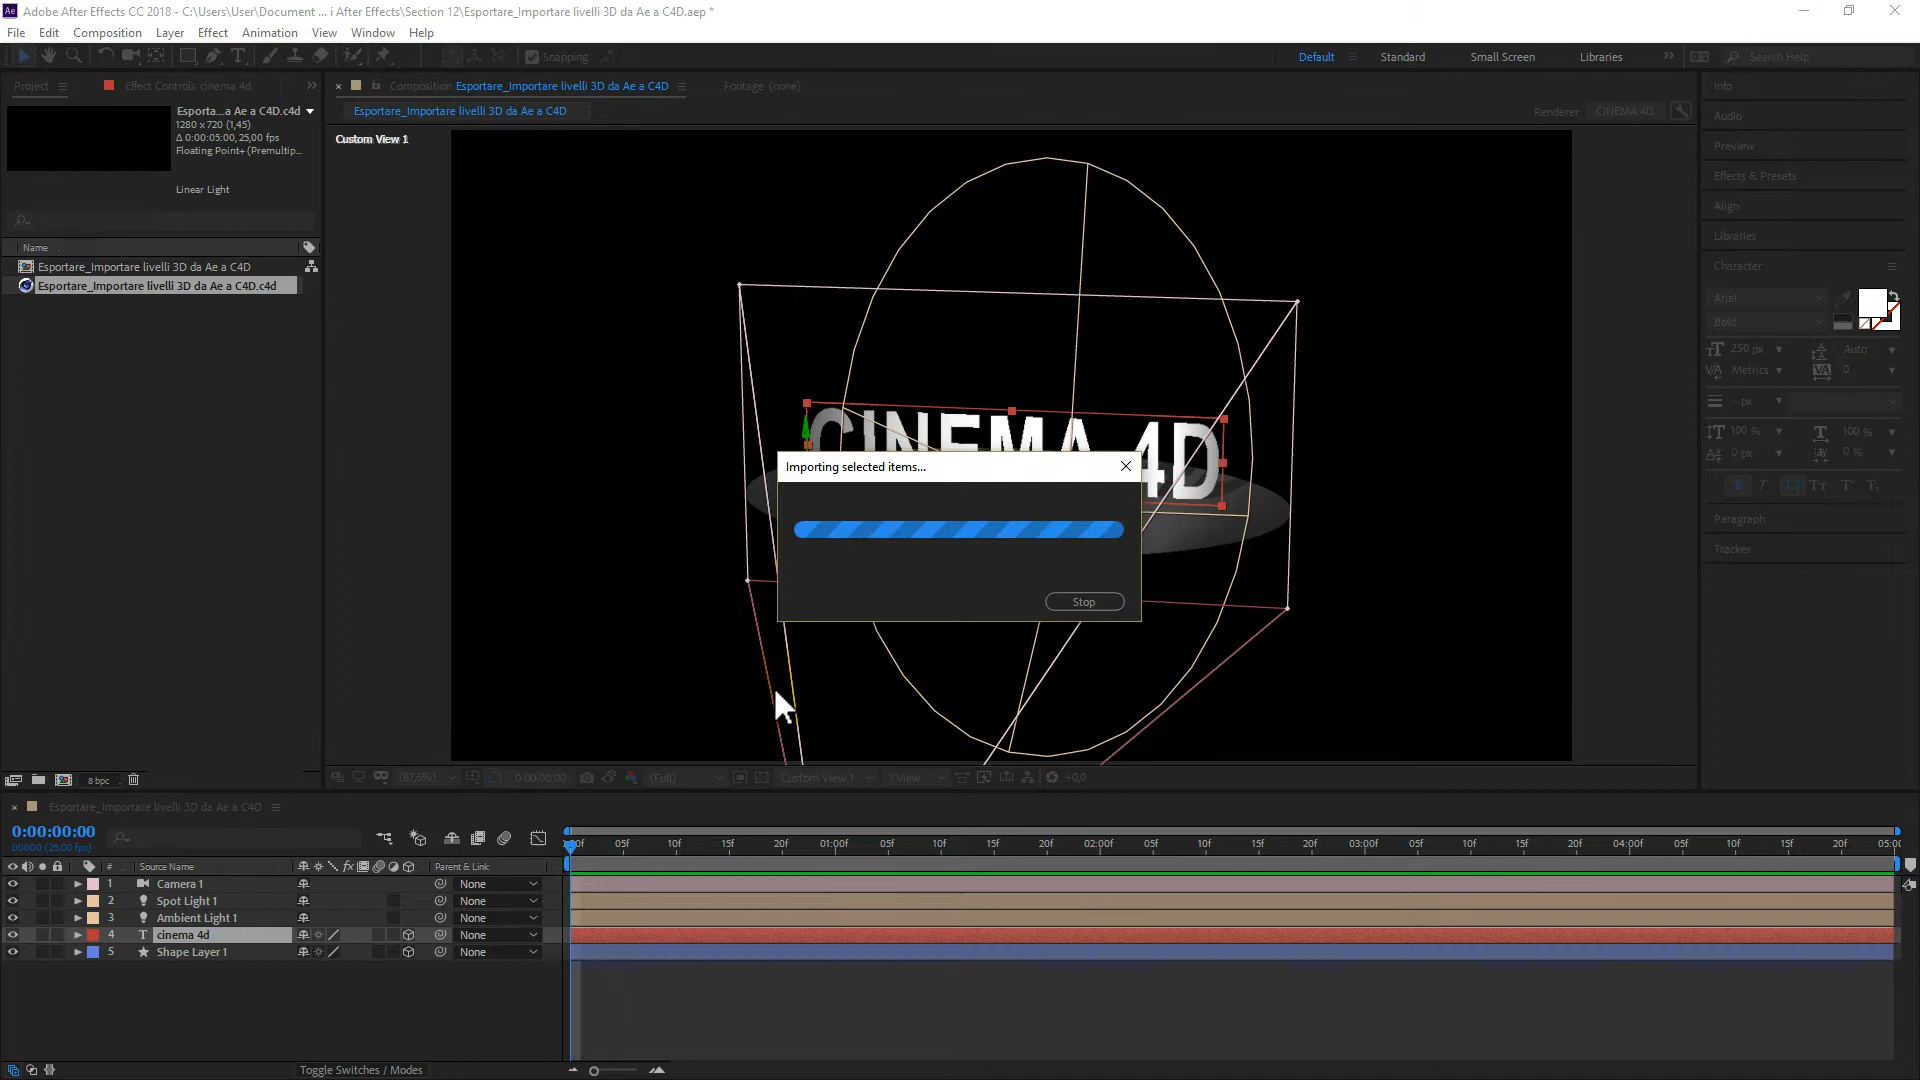 Adobe After Effects CC 2018 - C:\Users\User\Document ... i After Effects\Section 12\Esportare_Importare livelli 3D da Ae a C4D.aep *
File Edit Composition Layer Effect Animation View Window Help
Snapping
Default Standard Small Screen Libraries Search Help
Project Effect Controls cinema 4d
Composition Esportare_Importare livelli 3D da Ae a C4D Footage (none)
Esporta...a Ae a C4D.c4d
1280 x 720 (1,45)
Δ 0:00:05:00, 25,00 fps
Floating Point+ (Premultip...
Linear Light
Esportare_Importare livelli 3D da Ae a C4D
Renderer: CINEMA 4D
Custom View 1
Name
Esportare_Importare livelli 3D da Ae a C4D
Esportare_Importare livelli 3D da Ae a C4D.c4d
CINEMA 4D
Importing selected items...
Stop
8 bpc
(87,6%) 0:00:00:00 (Full) Custom View 1 1 View +0,0
Info
Audio
Preview
Effects & Presets
Align
Libraries
Character
Arial
Bold
250 px Auto
Metrics 0
- px
100 % 100 %
0 px 0 %
Paragraph
Tracker
Esportare_Importare livelli 3D da Ae a C4D
0:00:00:00
00000 (25.00 fps)
05f 10f 15f 20f 01:00f 05f 10f 15f 20f 02:00f 05f 10f 15f 20f 03:00f 05f 10f 15f 20f 04:00f 05f 10f 15f 20f 05:00
# Source Name Parent & Link
1 Camera 1 None
2 Spot Light 1 None
3 Ambient Light 1 None
4 cinema 4d None
5 Shape Layer 1 None
Toggle Switches / Modes